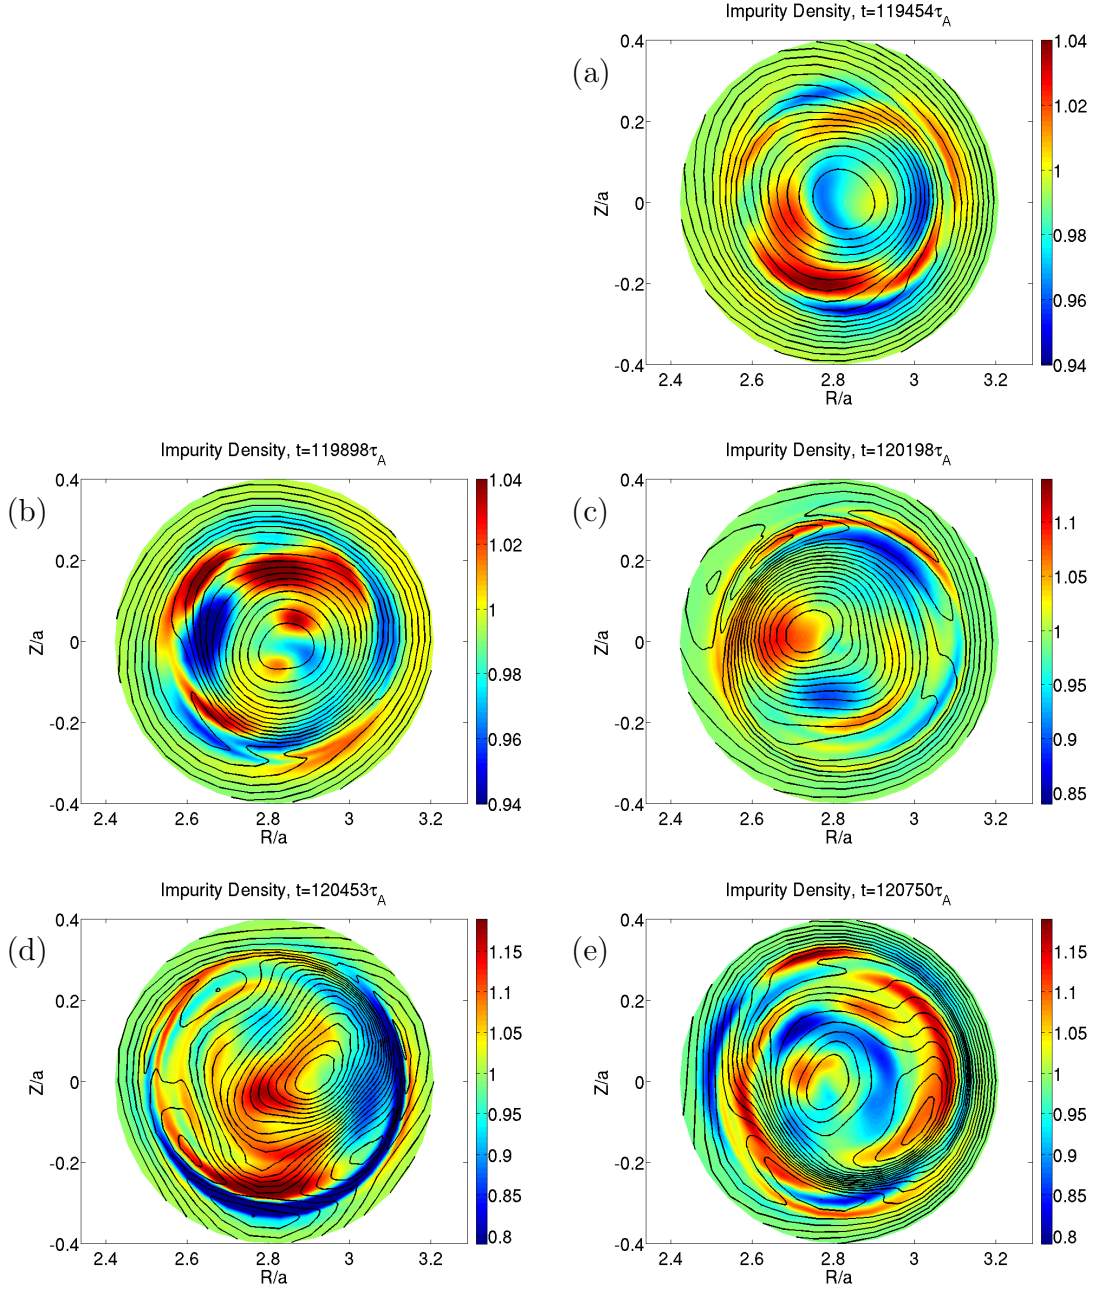 Impurity Density, t=119454τ_A
(a)
0.4
0.2
0
-0.2
-0.4
Z/a
2.4 2.6 2.8 3 3.2
R/a
1.04
1.02
1
0.98
0.96
0.94
Impurity Density, t=119898τ_A
(b)
0.4
0.2
0
-0.2
-0.4
Z/a
2.4 2.6 2.8 3 3.2
R/a
1.04
1.02
1
0.98
0.96
0.94
Impurity Density, t=120198τ_A
(c)
0.4
0.2
0
-0.2
-0.4
Z/a
2.4 2.6 2.8 3 3.2
R/a
1.1
1.05
1
0.95
0.9
0.85
Impurity Density, t=120453τ_A
(d)
0.4
0.2
0
-0.2
-0.4
Z/a
2.4 2.6 2.8 3 3.2
R/a
1.15
1.1
1.05
1
0.95
0.9
0.85
0.8
Impurity Density, t=120750τ_A
(e)
0.4
0.2
0
-0.2
-0.4
Z/a
2.4 2.6 2.8 3 3.2
R/a
1.15
1.1
1.05
1
0.95
0.9
0.85
0.8